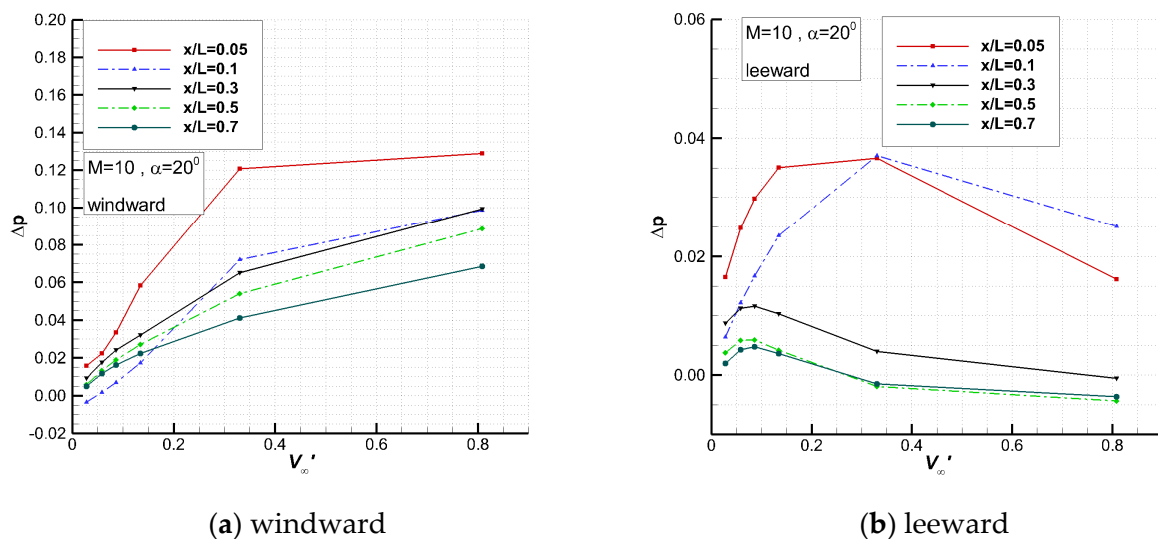 0.20
0.18
0.16
0.14
0.12
0.10
0.08
0.06
0.04
0.02
0.00
-0.02
Δp
x/L=0.05
x/L=0.1
x/L=0.3
x/L=0.5
x/L=0.7
M=10 , α=20⁰
windward
0 0.2 0.4 0.6 0.8
V∞'
(a) windward
0.06
0.04
0.02
0.00
Δp
M=10 , α=20⁰
leeward
x/L=0.05
x/L=0.1
x/L=0.3
x/L=0.5
x/L=0.7
0 0.2 0.4 0.6 0.8
V∞'
(b) leeward